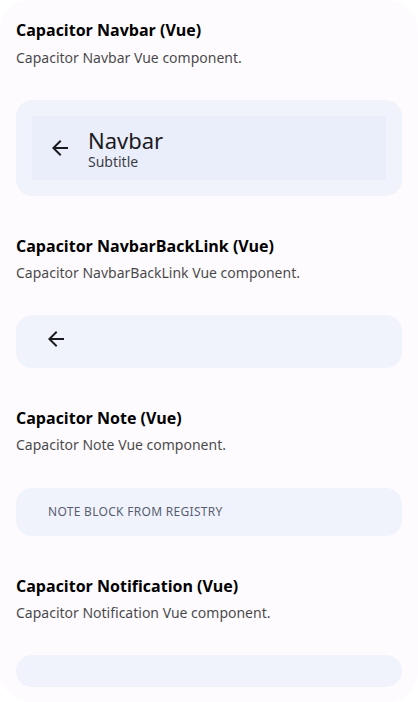 Capacitor Navbar (Vue)
Capacitor Navbar Vue component.
Navbar
Subtitle
Capacitor NavbarBackLink (Vue)
Capacitor NavbarBackLink Vue component.
Capacitor Note (Vue)
Capacitor Note Vue component.
NOTE BLOCK FROM REGISTRY
Capacitor Notification (Vue)
Capacitor Notification Vue component.